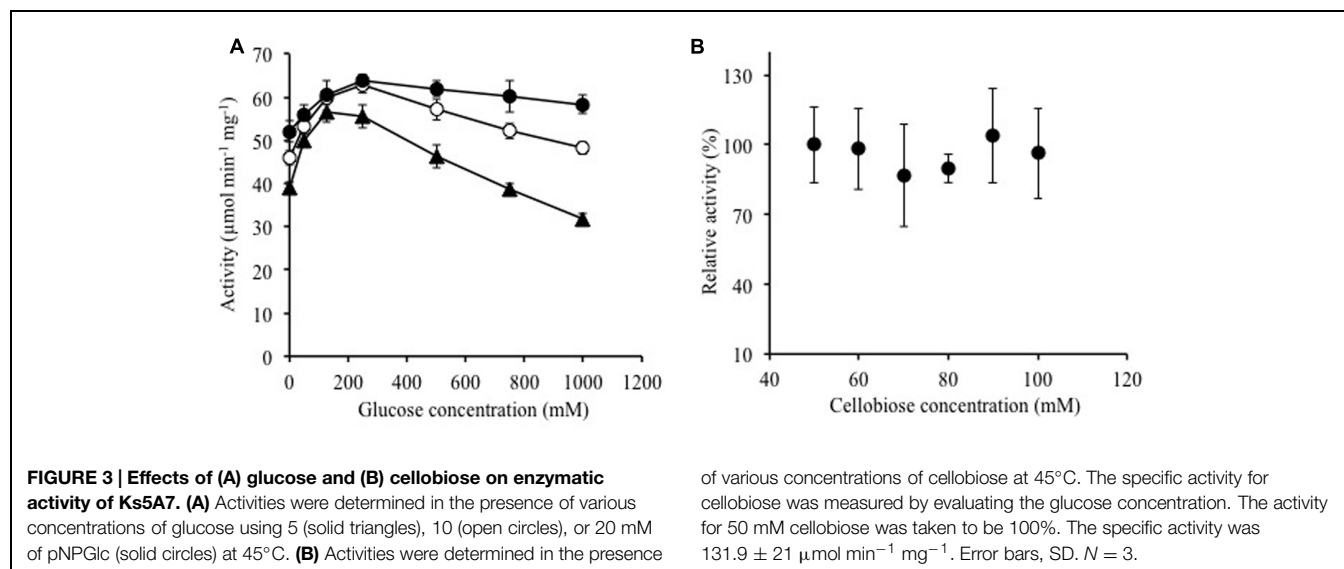 A
B
70
60
50
40
30
20
10
0
Activity (µmol min⁻¹ mg⁻¹)
0 200 400 600 800 1000 1200
Glucose concentration (mM)
130
100
70
40
10
Relative activity (%)
40 60 80 100 120
Cellobiose concentration (mM)
FIGURE 3 | Effects of (A) glucose and (B) cellobiose on enzymatic
activity of Ks5A7. (A) Activities were determined in the presence of various
concentrations of glucose using 5 (solid triangles), 10 (open circles), or 20 mM
of pNPGlc (solid circles) at 45°C. (B) Activities were determined in the presence
of various concentrations of cellobiose at 45°C. The specific activity for
cellobiose was measured by evaluating the glucose concentration. The activity
for 50 mM cellobiose was taken to be 100%. The specific activity was
131.9 ± 21 µmol min⁻¹ mg⁻¹. Error bars, SD. N = 3.